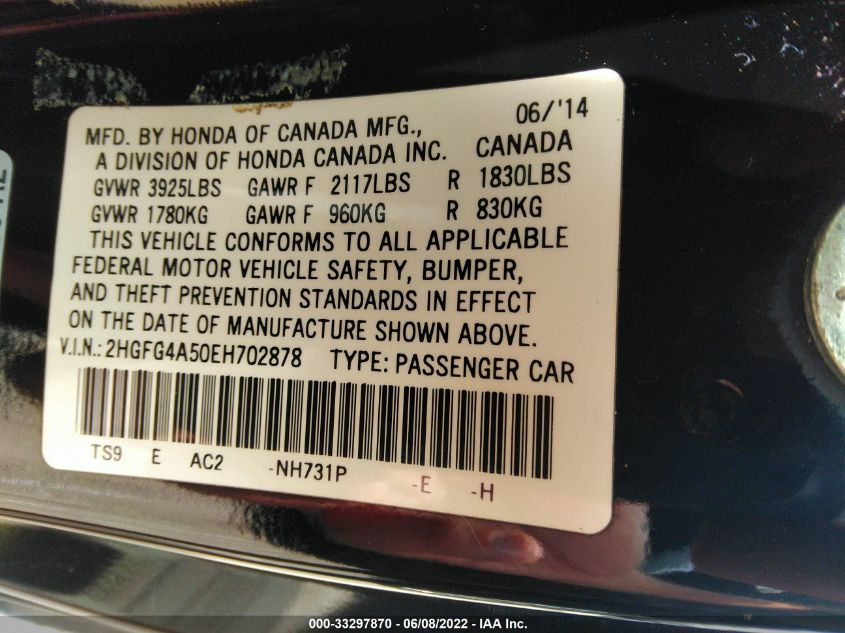 06/'14
MFD. BY HONDA OF CANADA MFG.,
A DIVISION OF HONDA CANADA INC. CANADA
GVWR 3925LBS GAWR F 2117LBS R 1830LBS
GVWR 1780KG GAWR F 960KG R 830KG
THIS VEHICLE CONFORMS TO ALL APPLICABLE
FEDERAL MOTOR VEHICLE SAFETY, BUMPER,
AND THEFT PREVENTION STANDARDS IN EFFECT
ON THE DATE OF MANUFACTURE SHOWN ABOVE.
V.I.N.: 2HGFG4A50EH702878 TYPE: PASSENGER CAR
TS9 E AC2 -NH731P -E -H
000-33297870 - 06/08/2022 - IAA Inc.